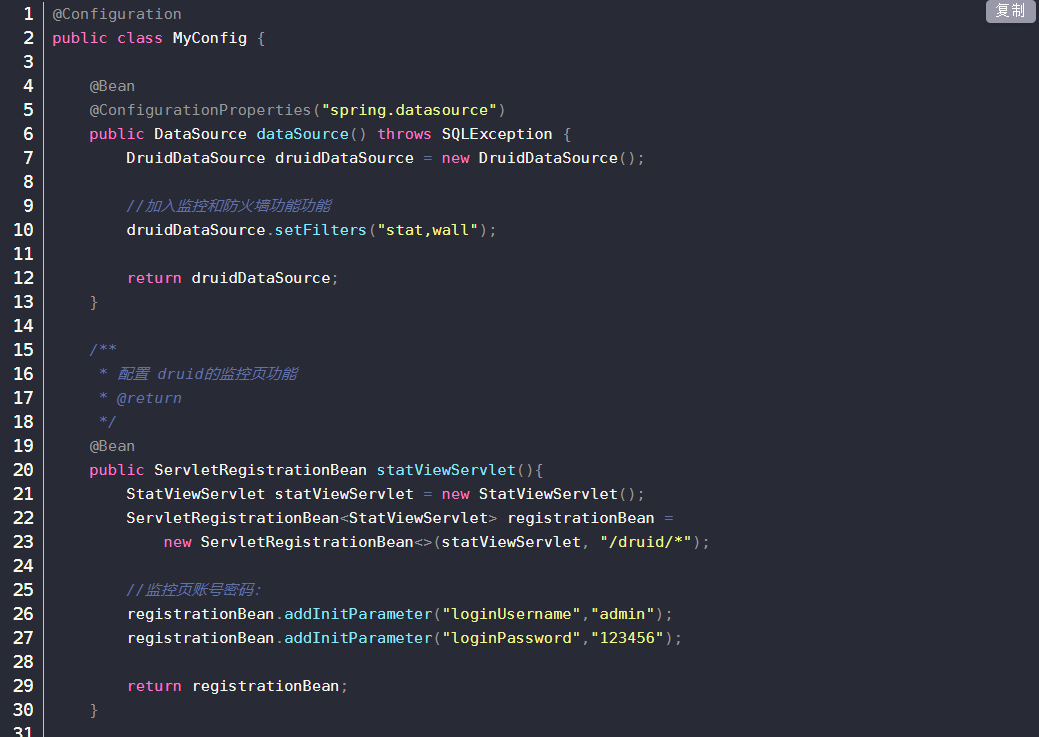 复制
1 @Configuration
2 public class MyConfig {
3
4     @Bean
5     @ConfigurationProperties("spring.datasource")
6     public DataSource dataSource() throws SQLException {
7         DruidDataSource druidDataSource = new DruidDataSource();
8
9         //加入监控和防火墙功能功能
10         druidDataSource.setFilters("stat,wall");
11
12         return druidDataSource;
13     }
14
15     /**
16      * 配置 druid的监控页功能
17      * @return
18      */
19     @Bean
20     public ServletRegistrationBean statViewServlet(){
21         StatViewServlet statViewServlet = new StatViewServlet();
22         ServletRegistrationBean<StatViewServlet> registrationBean =
23             new ServletRegistrationBean<>(statViewServlet, "/druid/*");
24
25         //监控页账号密码:
26         registrationBean.addInitParameter("loginUsername","admin");
27         registrationBean.addInitParameter("loginPassword","123456");
28
29         return registrationBean;
30     }
31